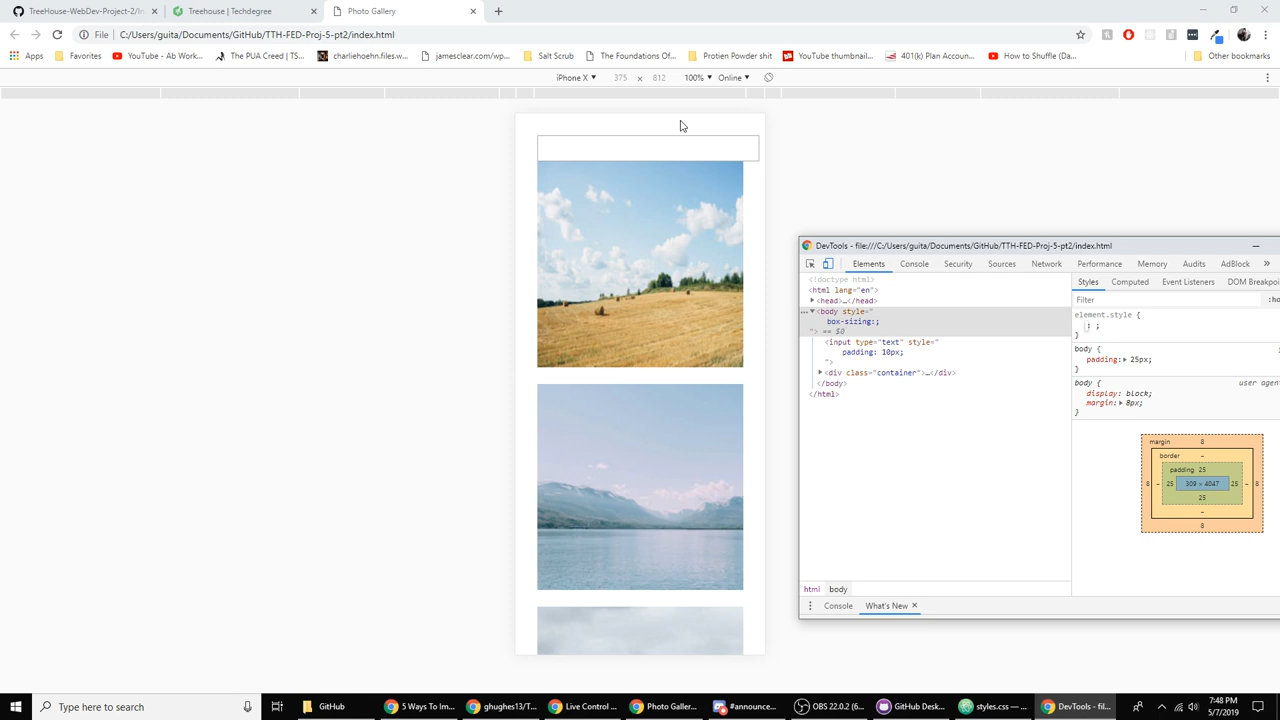 TreeHouse-WebDev-Project-2/in
Treehouse | Techdegree
Photo Gallery
File | C:/Users/guita/Documents/GitHub/TTH-FED-Proj-5-pt2/index.html
Apps Favorites YouTube - Ab Work... The PUA Creed | TS... charliehoehn.files.w... jamesclear.com/wp... Salt Scrub The Foundations Of... Protien Powder shit YouTube thumbnail... 401(k) Plan Accoun... How to Shuffle (Da... Other bookmarks
iPhone X ▼ 375 × 812 100% ▼ Online ▼
DevTools - file:///C:/Users/guita/Documents/GitHub/TTH-FED-Proj-5-pt2/index.html
Elements Console Security Sources Network Performance Memory Audits AdBlock »
<!doctype html>
<html lang="en">
<head>…</head>
<body style="
box-sizing:;
"> == $0
<input type="text" style="
padding: 10px;
">
<div class="container">…</div>
</body>
</html>
html body
Styles Computed Event Listeners DOM Breakpoi
Filter :ho
element.style {
: ;
}
body {
padding: 25px;
}
body { user agen
display: block;
margin: 8px;
}
margin 8
border –
padding 25
8 – 25 309 × 4047 25 – 8
25
–
8
Console What's New ×
Type here to search
GitHub
5 Ways To Im...
ghughes13/T...
Live Control ...
Photo Galler...
#announce...
OBS 22.0.2 (6...
GitHub Desk...
styles.css — ...
DevTools - fil...
7:48 PM
5/7/2019